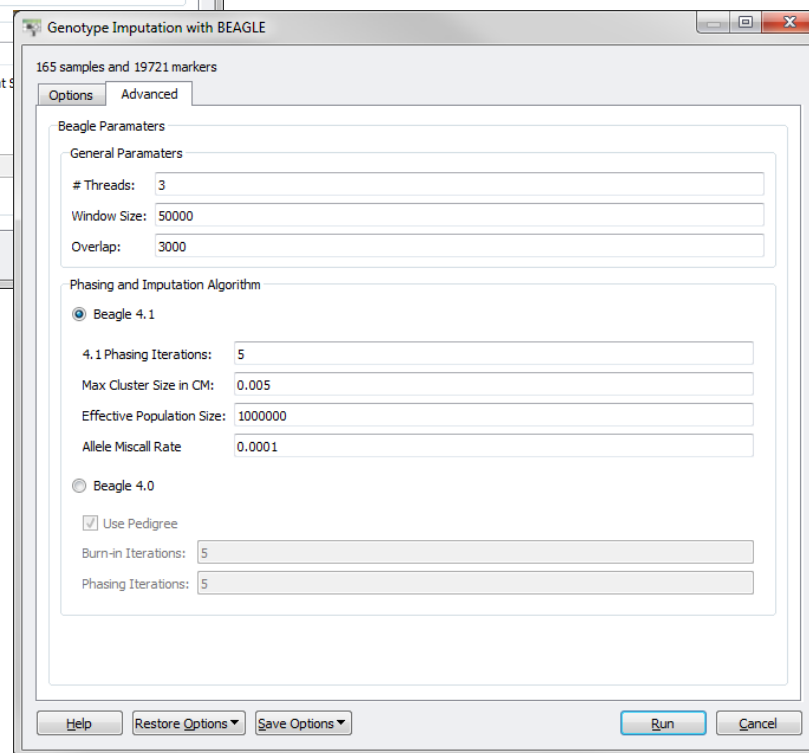 Genotype Imputation with BEAGLE
165 samples and 19721 markers
Options Advanced
Beagle Paramaters
General Paramaters
# Threads: 3
Window Size: 50000
Overlap: 3000
Phasing and Imputation Algorithm
Beagle 4.1
4.1 Phasing Iterations: 5
Max Cluster Size in CM: 0.005
Effective Population Size: 1000000
Allele Miscall Rate 0.0001
Beagle 4.0
Use Pedigree
Burn-in Iterations: 5
Phasing Iterations: 5
Help Restore Options Save Options Run Cancel